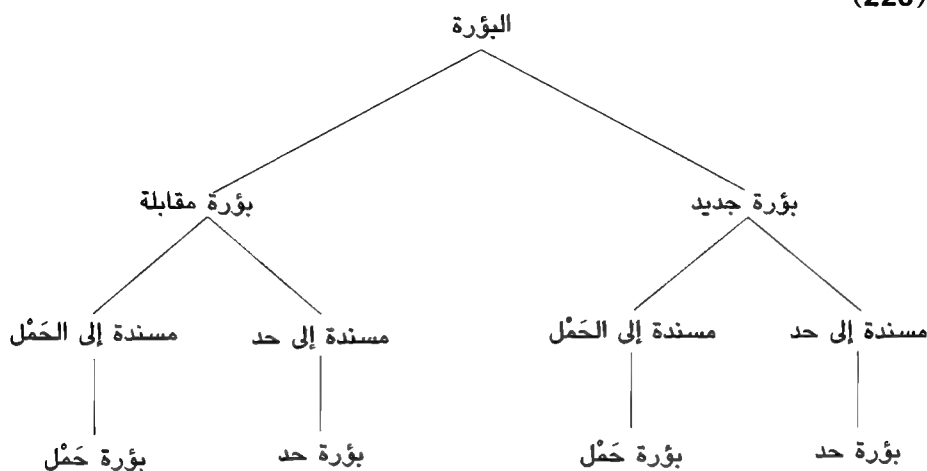 البؤرة
بؤرة جديد بؤرة مقابلة
مسندة إلى حد مسندة إلى الحَمْل مسندة إلى حد مسندة إلى الحَمْل
بؤرة حد بؤرة حَمْل بؤرة حد بؤرة حَمْل